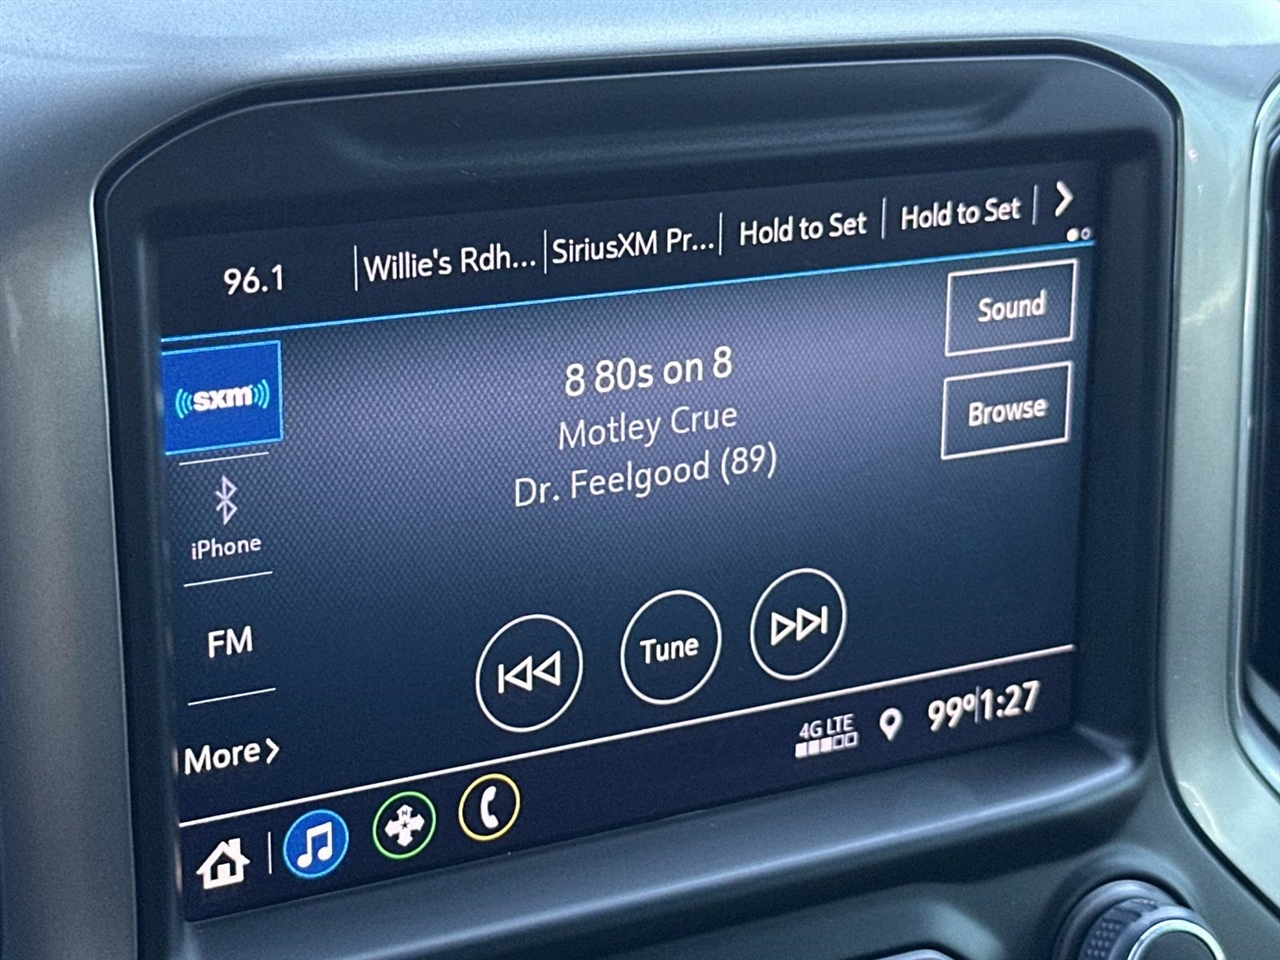 96.1
Willie's Rdh...
SiriusXM Pr...
Hold to Set
Hold to Set
Sound
Browse
sxm
8 80s on 8
Motley Crue
Dr. Feelgood (89)
iPhone
FM
Tune
More
4G LTE
99° 1:27